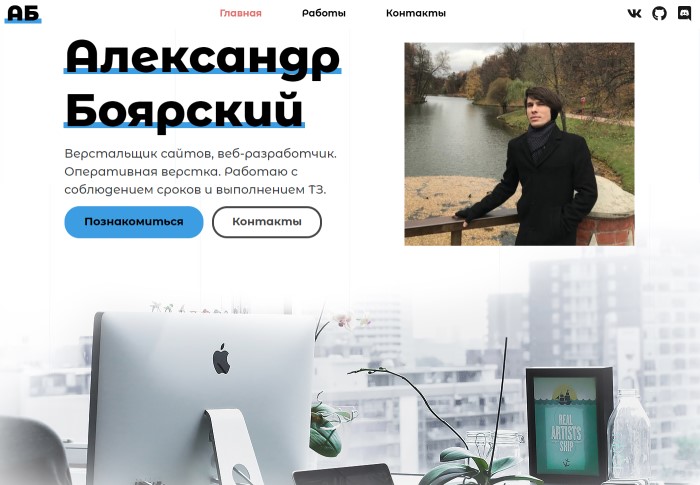 АБ
Главная
Работы
Контакты
Александр
Боярский
Верстальщик сайтов, веб-разработчик.
Оперативная верстка. Работаю с
соблюдением сроков и выполнением ТЗ.
Познакомиться
Контакты
REAL
ARTISTS
SHIP